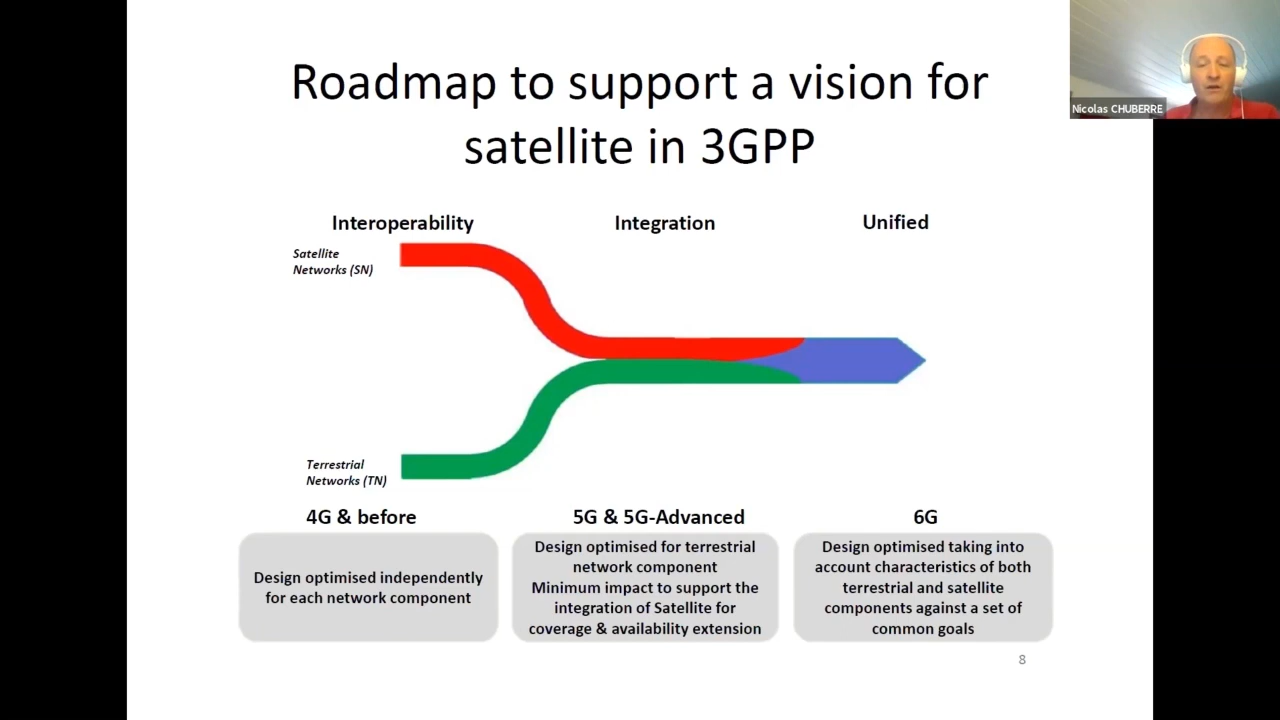 Roadmap to support a vision for
satellite in 3GPP
Nicolas CHUBERRE
Interoperability
Integration
Unified
Satellite
Networks (SN)
Terrestrial
Networks (TN)
4G & before
5G & 5G-Advanced
6G
Design optimised independently
for each network component
Design optimised for terrestrial
network component
Minimum impact to support the
integration of Satellite for
coverage & availability extension
Design optimised taking into
account characteristics of both
terrestrial and satellite
components against a set of
common goals
8